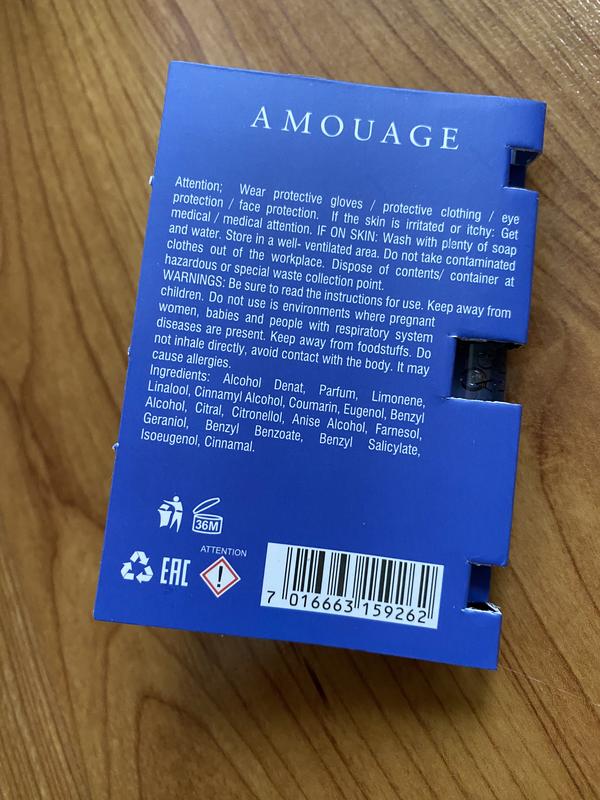 AMOUAGE
Attention; Wear protective gloves / protective clothing / eye
protection / face protection. If the skin is irritated or itchy: Get
medical / medical attention. IF ON SKIN: Wash with plenty of soap
and water. Store in a well- ventilated area. Do not take contaminated
clothes out of the workplace. Dispose of contents/ container at
hazardous or special waste collection point.
WARNINGS: Be sure to read the instructions for use. Keep away from
children. Do not use is environments where pregnant
women, babies and people with respiratory system
diseases are present. Keep away from foodstuffs. Do
not inhale directly, avoid contact with the body. It may
cause allergies.
Ingredients: Alcohol Denat, Parfum, Limonene,
Linalool, Cinnamyl Alcohol, Coumarin, Eugenol, Benzyl
Alcohol, Citral, Citronellol, Anise Alcohol, Farnesol,
Geraniol, Benzyl Benzoate, Benzyl Salicylate,
Isoeugenol, Cinnamal.
36M
ATTENTION
EAC
!
7 016663 159262